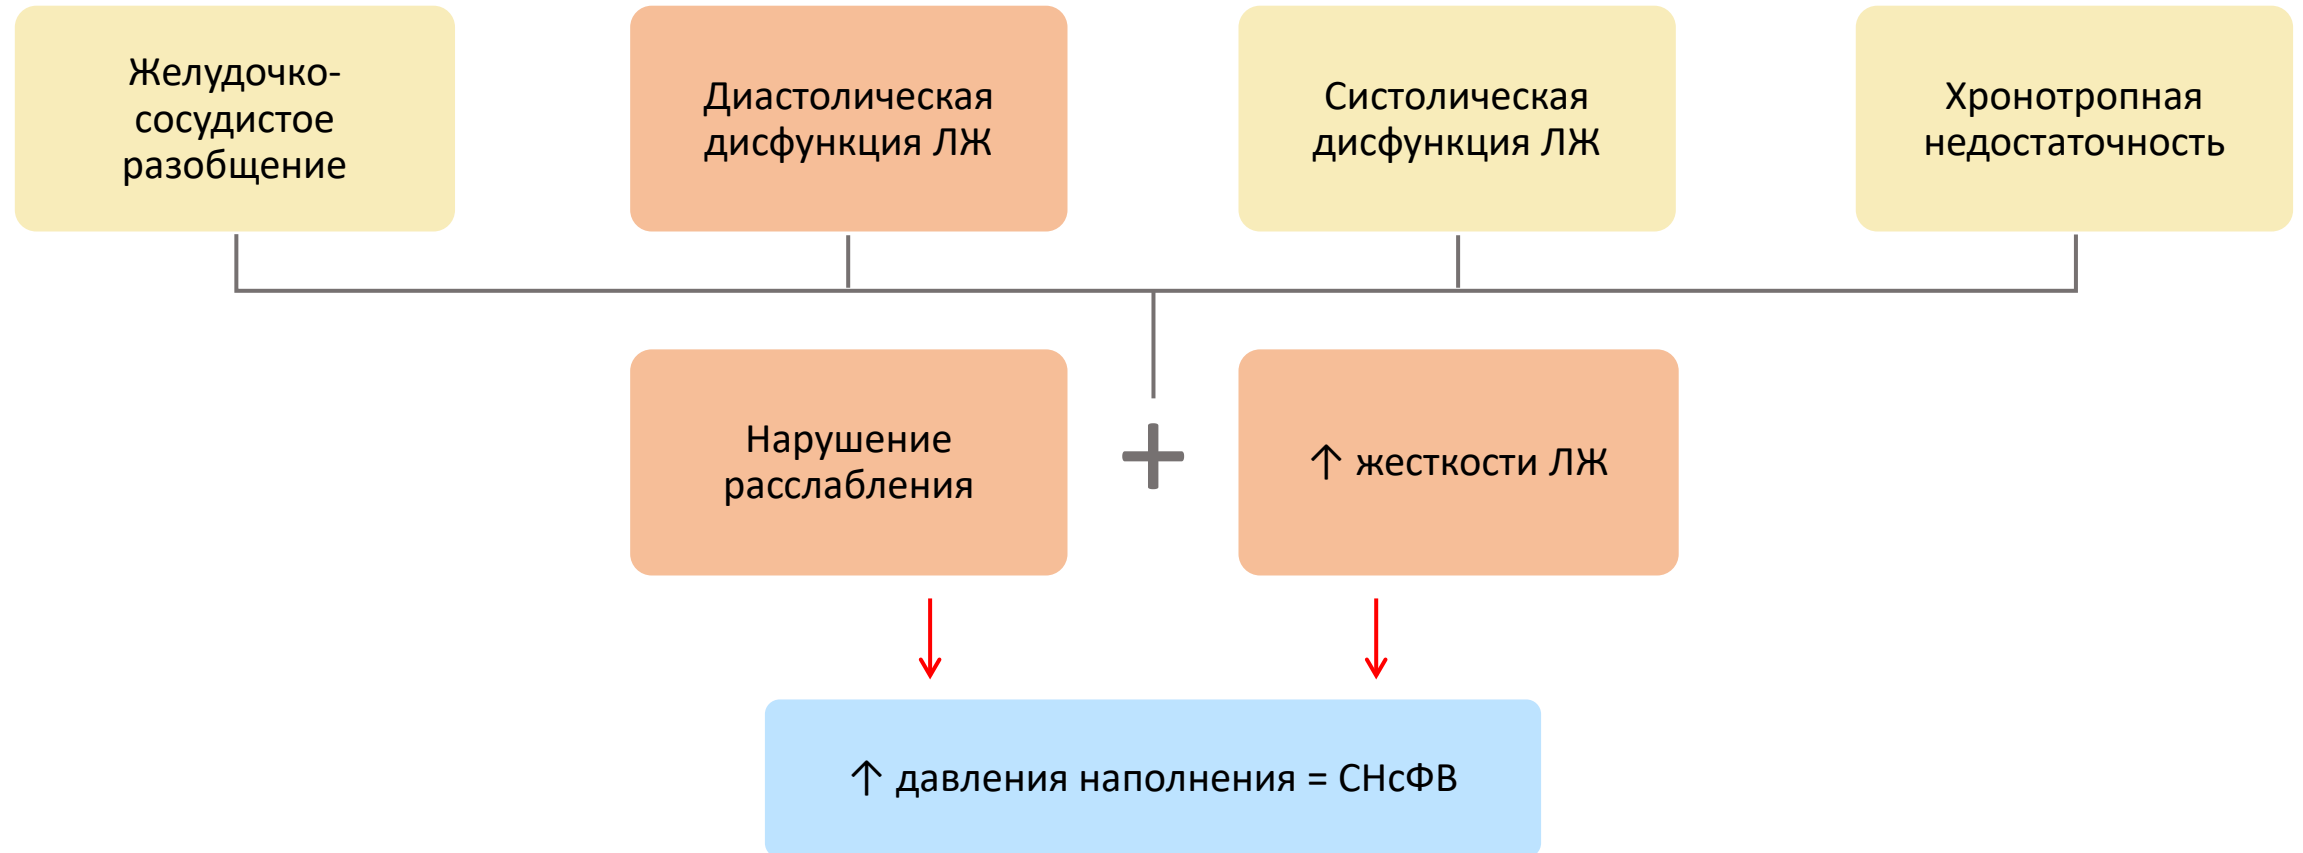 Желудочко-
сосудистое
разобщение
Диастолическая
дисфункция ЛЖ
Систолическая
дисфункция ЛЖ
Хронотропная
недостаточность
Нарушение
расслабления
+
↑ жесткости ЛЖ
↑ давления наполнения = СНсФВ